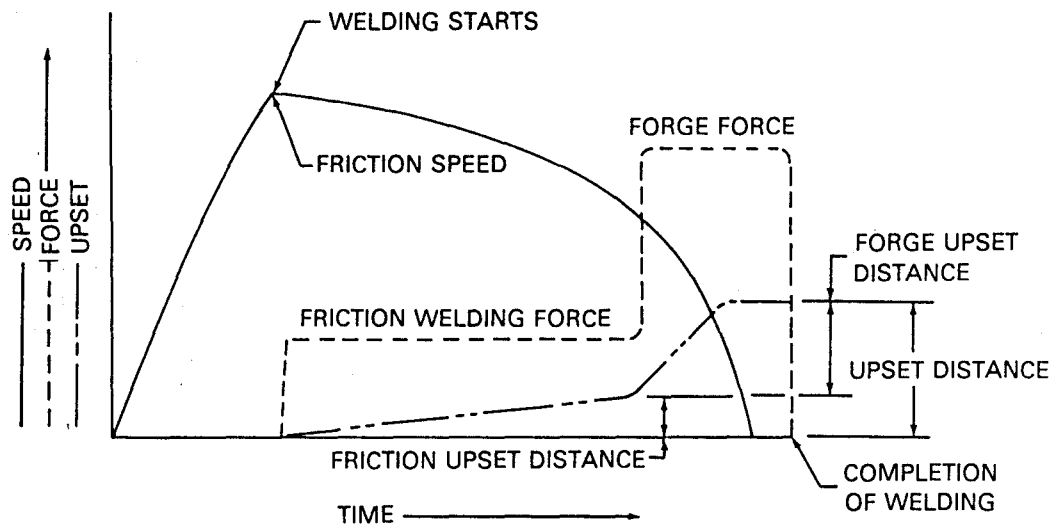 WELDING STARTS
FRICTION SPEED
FORGE FORCE
SPEED
FORCE
UPSET
FRICTION WELDING FORCE
FORGE UPSET
DISTANCE
UPSET DISTANCE
FRICTION UPSET DISTANCE
COMPLETION
OF WELDING
TIME